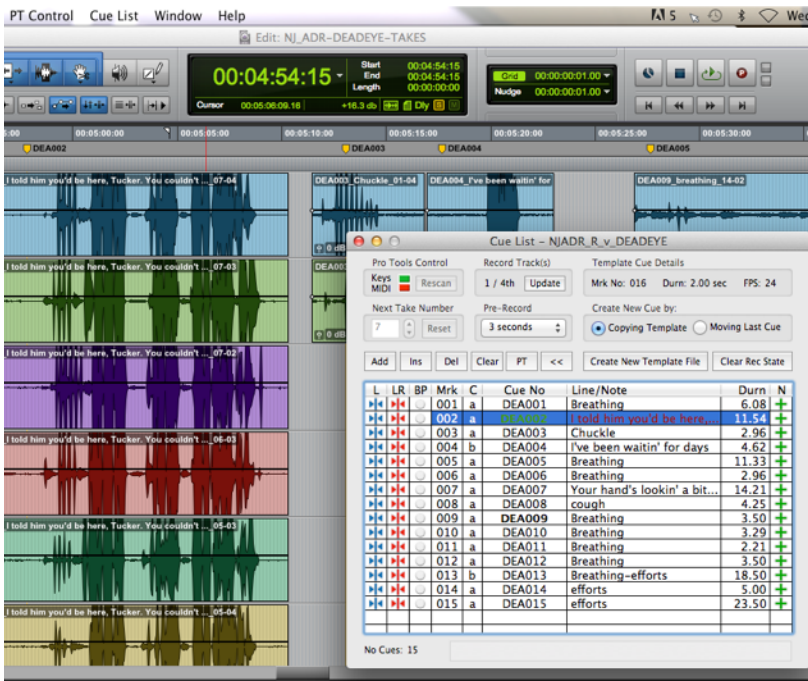 PT Control Cue List Window Help 5 Wed
Edit: NJ_ADR-DEADEYE-TAKES
00:04:54:15
Start 00:04:54:15
End 00:04:54:15
Length 00:00:00:00
Cursor 00:05:06:09.16 +16.3 db Dly S M
Grid 00:00:00:01.00
Nudge 00:00:00:01.00
5:00 00:05:00:00 00:05:05:00 00:05:10:00 00:05:15:00 00:05:20:00 00:05:25:00 00:05:30:00
DEA002 DEA003 DEA004 DEA005
I told him you'd be here, Tucker. You couldn't ..._07-04
DEA003_Chuckle_01-04
DEA004_I've been waitin' for
DEA009_breathing_14-02
0 dB
I told him you'd be here, Tucker. You couldn't ..._07-03
DEA003
0 dB
I told him you'd be here, Tucker. You couldn't ..._07-02
I told him you'd be here, Tucker. You couldn't ..._06-03
I told him you'd be here, Tucker. You couldn't ..._05-03
I told him you'd be here, Tucker. You couldn't ..._05-04
Cue List - NJADR_R_v_DEADEYE
Pro Tools Control Record Track(s) Template Cue Details
Keys
MIDI
Rescan 1 / 4th Update Mrk No: 016 Durn: 2.00 sec FPS: 24
Next Take Number Pre-Record Create New Cue by:
7 Reset 3 seconds Copying Template Moving Last Cue
Add Ins Del Clear PT << Create New Template File Clear Rec State
L LR BP Mrk C Cue No Line/Note Durn N
001 a DEA001 Breathing 6.08
002 a DEA002 I told him you'd be here,... 11.54
003 a DEA003 Chuckle 2.96
004 b DEA004 I've been waitin' for days 4.62
005 a DEA005 Breathing 11.33
006 a DEA006 Breathing 2.96
007 a DEA007 Your hand's lookin' a bit... 14.21
008 a DEA008 cough 4.25
009 a DEA009 Breathing 3.50
010 a DEA010 Breathing 3.29
011 a DEA011 Breathing 2.21
012 a DEA012 Breathing 3.50
013 b DEA013 Breathing-efforts 18.50
014 a DEA014 efforts 5.00
015 a DEA015 efforts 23.50
No Cues: 15